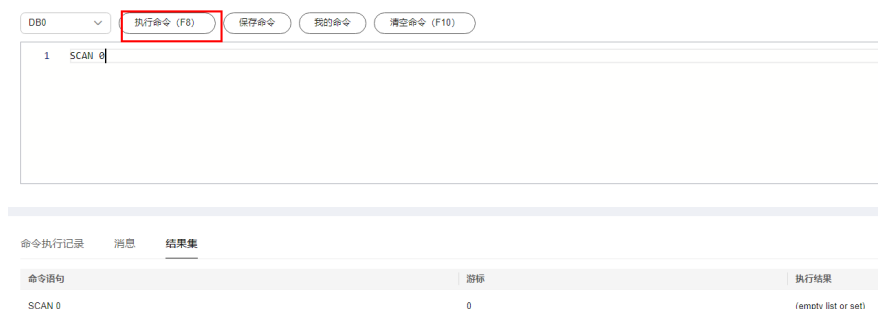 DB0 执行命令（F8） 保存命令 我的命令 清空命令（F10）
1 SCAN 0
命令执行记录 消息 结果集
命令语句 游标 执行结果
SCAN 0 0 (empty list or set)